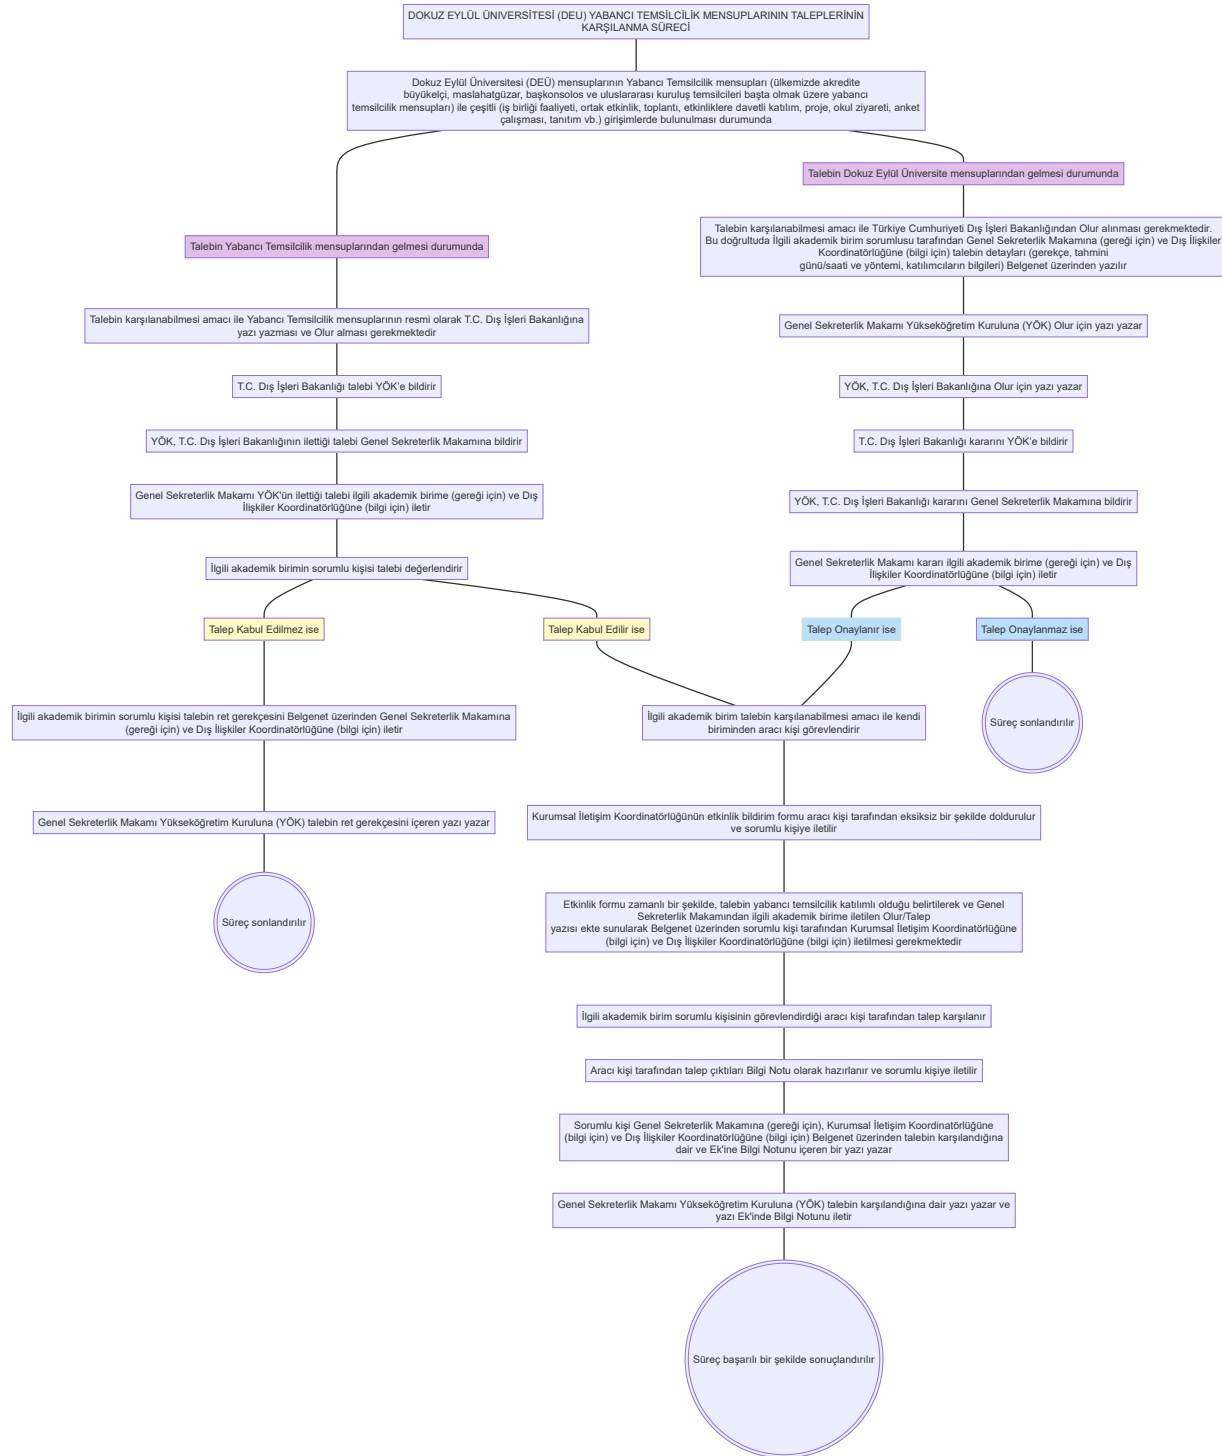 DOKUZ EYLÜL ÜNİVERSİTESİ (DEU) YABANCI TEMSİLCİLİK MENSUPLARININ TALEPLERİNİN
KARŞILANMA SÜRECİ
Dokuz Eylül Üniversitesi (DEÜ) mensuplarının Yabancı Temsilcilik mensupları (ülkemizde akredite
büyükelçi, maslahatgüzar, başkonsolos ve uluslararası kuruluş temsilcileri başta olmak üzere yabancı
temsilcilik mensupları) ile çeşitli (iş birliği faaliyeti, ortak etkinlik, toplantı, etkinliklere davetli katılım, proje, okul ziyareti, anket
çalışması, tanıtım vb.) girişimlerde bulunulması durumunda
Talebin Yabancı Temsilcilik mensuplarından gelmesi durumunda
Talebin karşılanabilmesi amacı ile Yabancı Temsilcilik mensuplarının resmi olarak T.C. Dış İşleri Bakanlığına
yazı yazması ve Olur alması gerekmektedir
T.C. Dış İşleri Bakanlığı talebi YÖK'e bildirir
YÖK, T.C. Dış İşleri Bakanlığının ilettiği talebi Genel Sekreterlik Makamına bildirir
Genel Sekreterlik Makamı YÖK'ün ilettiği talebi ilgili akademik birime (gereği için) ve Dış
İlişkiler Koordinatörlüğüne (bilgi için) iletir
İlgili akademik birimin sorumlu kişisi talebi değerlendirir
Talep Kabul Edilmez ise
Talep Kabul Edilir ise
İlgili akademik birimin sorumlu kişisi talebin ret gerekçesini Belgenet üzerinden Genel Sekreterlik Makamına
(gereği için) ve Dış İlişkiler Koordinatörlüğüne (bilgi için) iletir
Genel Sekreterlik Makamı Yükseköğretim Kuruluna (YÖK) talebin ret gerekçesini içeren yazı yazar
Süreç sonlandırılır
Talebin Dokuz Eylül Üniversite mensuplarından gelmesi durumunda
Talebin karşılanabilmesi amacı ile Türkiye Cumhuriyeti Dış İşleri Bakanlığından Olur alınması gerekmektedir.
Bu doğrultuda İlgili akademik birim sorumlusu tarafından Genel Sekreterlik Makamına (gereği için) ve Dış İlişkiler
Koordinatörlüğüne (bilgi için) talebin detayları (gerekçe, tahmini
günü/saati ve yöntemi, katılımcıların bilgileri) Belgenet üzerinden yazılır
Genel Sekreterlik Makamı Yükseköğretim Kuruluna (YÖK) Olur için yazı yazar
YÖK, T.C. Dış İşleri Bakanlığına Olur için yazı yazar
T.C. Dış İşleri Bakanlığı kararını YÖK'e bildirir
YÖK, T.C. Dış İşleri Bakanlığı kararını Genel Sekreterlik Makamına bildirir
Genel Sekreterlik Makamı kararı ilgili akademik birime (gereği için) ve Dış
İlişkiler Koordinatörlüğüne (bilgi için) iletir
Talep Onaylanır ise
Talep Onaylanmaz ise
Süreç sonlandırılır
İlgili akademik birim talebin karşılanabilmesi amacı ile kendi
biriminden aracı kişi görevlendirir
Kurumsal İletişim Koordinatörlüğünün etkinlik bildirim formu aracı kişi tarafından eksiksiz bir şekilde doldurulur
ve sorumlu kişiye iletilir
Etkinlik formu zamanlı bir şekilde, talebin yabancı temsilcilik katılımlı olduğu belirtilerek ve Genel
Sekreterlik Makamından ilgili akademik birime iletilen Olur/Talep
yazısı ekte sunularak Belgenet üzerinden sorumlu kişi tarafından Kurumsal İletişim Koordinatörlüğüne
(bilgi için) ve Dış İlişkiler Koordinatörlüğüne (bilgi için) iletilmesi gerekmektedir
İlgili akademik birim sorumlu kişisinin görevlendirdiği aracı kişi tarafından talep karşılanır
Aracı kişi tarafından talep çıktıları Bilgi Notu olarak hazırlanır ve sorumlu kişiye iletilir
Sorumlu kişi Genel Sekreterlik Makamına (gereği için), Kurumsal İletişim Koordinatörlüğüne
(bilgi için) ve Dış İlişkiler Koordinatörlüğüne (bilgi için) Belgenet üzerinden talebin karşılandığına
dair ve Ek'ine Bilgi Notunu içeren bir yazı yazar
Genel Sekreterlik Makamı Yükseköğretim Kuruluna (YÖK) talebin karşılandığına dair yazı yazar ve
yazı Ek'inde Bilgi Notunu iletir
Süreç başarılı bir şekilde sonuçlandırılır